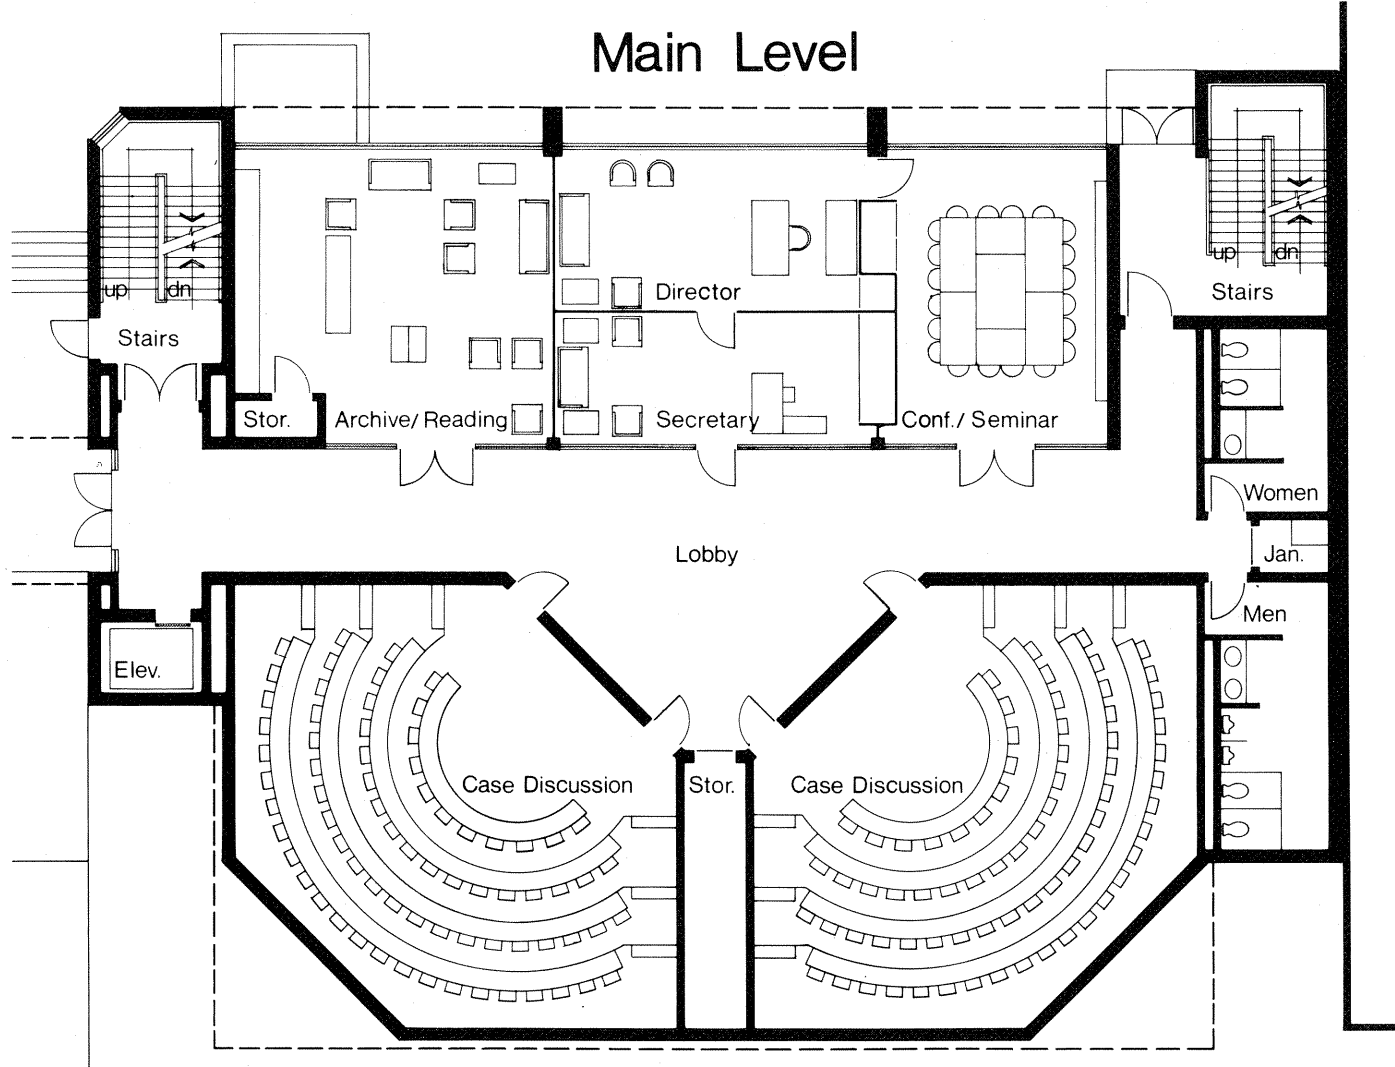 Main Level
up dn
up dn
Director
Stairs
Stairs
Stor.
Archive/Reading
Secretary
Conf./ Seminar
Women
Lobby
Jan.
Men
Elev.
Case Discussion
Stor.
Case Discussion